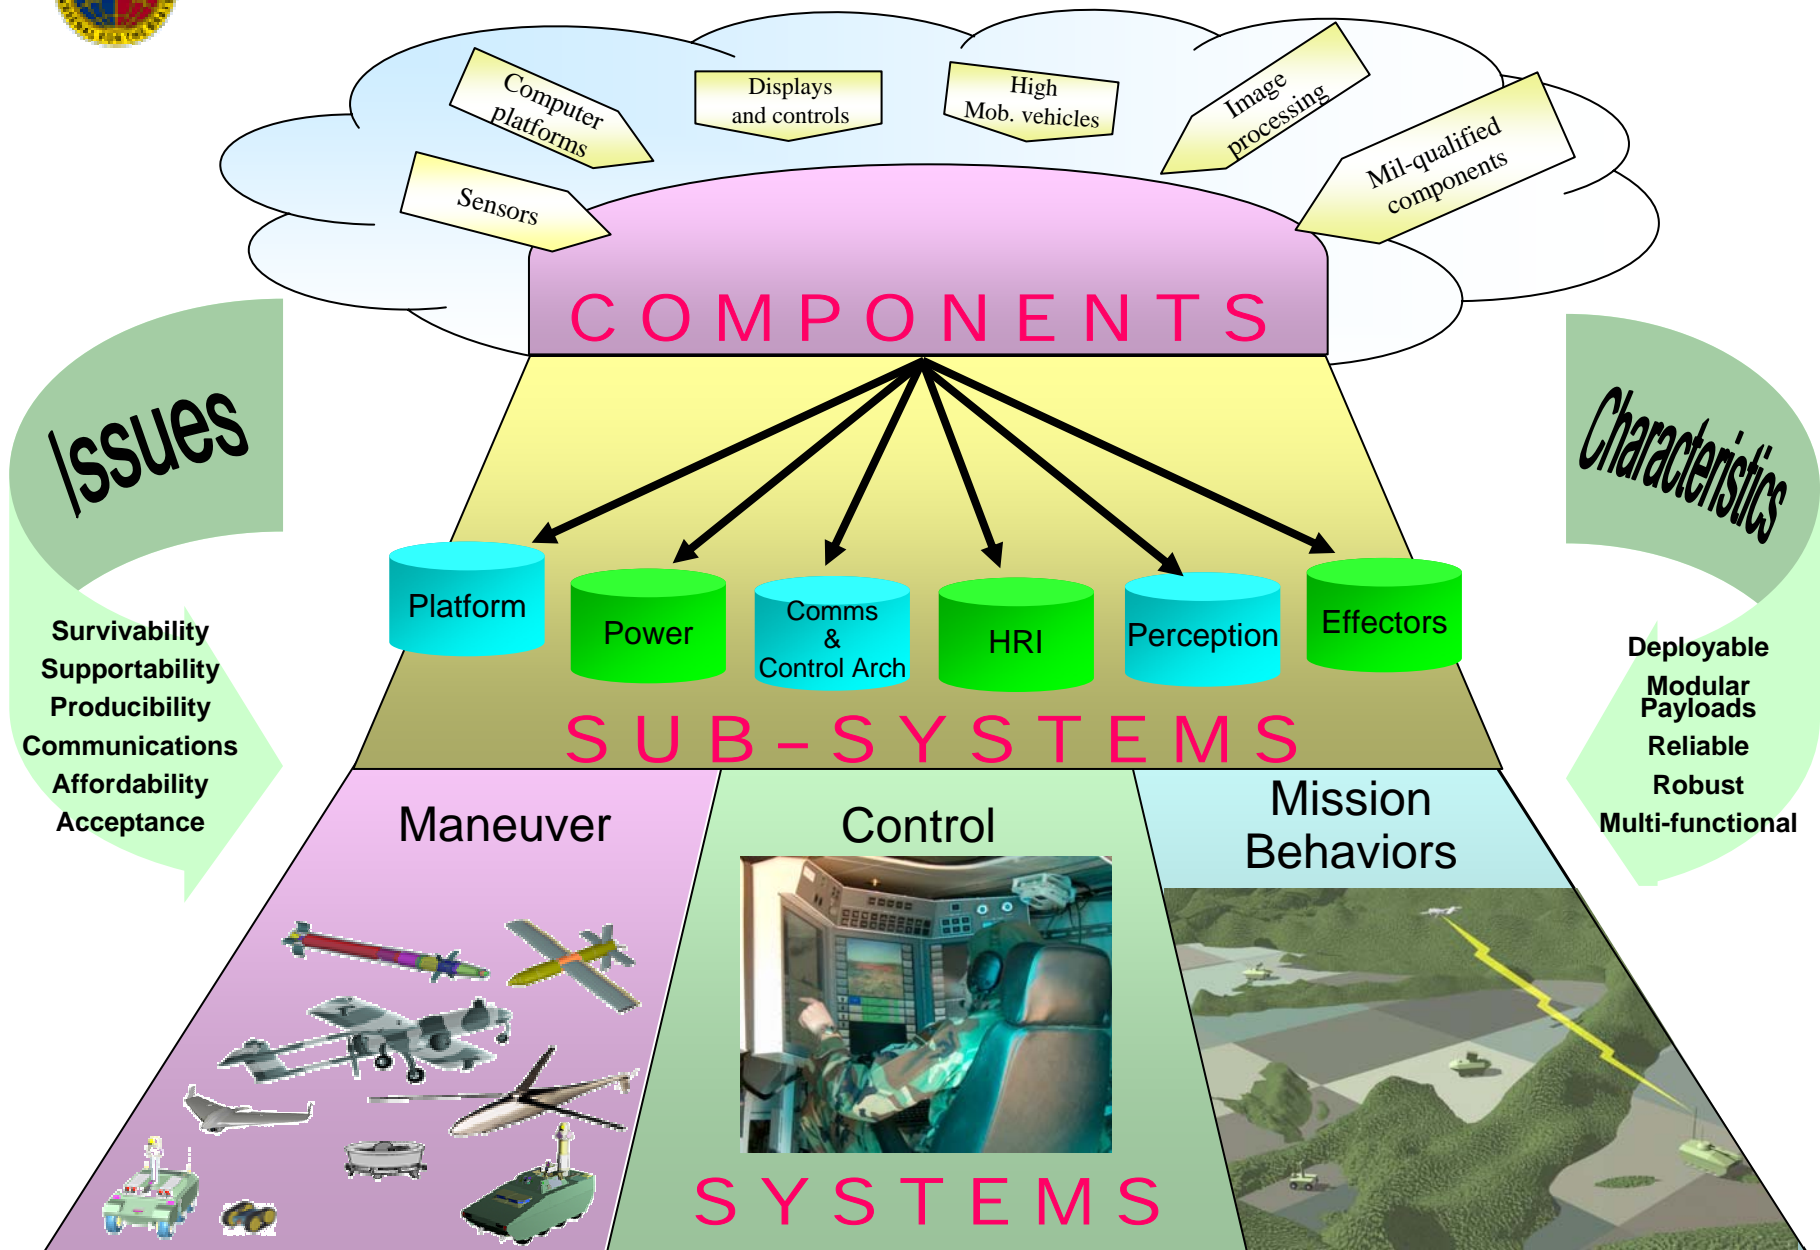 Computer
platforms
Displays
and controls
High
Mob. vehicles
Image
processing
Mil-qualified
components
Sensors
COMPONENTS
Issues
Characteristics
Platform
Power
Comms
&
Control Arch
HRI
Perception
Effectors
SUB-SYSTEMS
Survivability
Supportability
Producibility
Communications
Affordability
Acceptance
Deployable
Modular
Payloads
Reliable
Robust
Multi-functional
Maneuver
Control
Mission
Behaviors
SYSTEMS